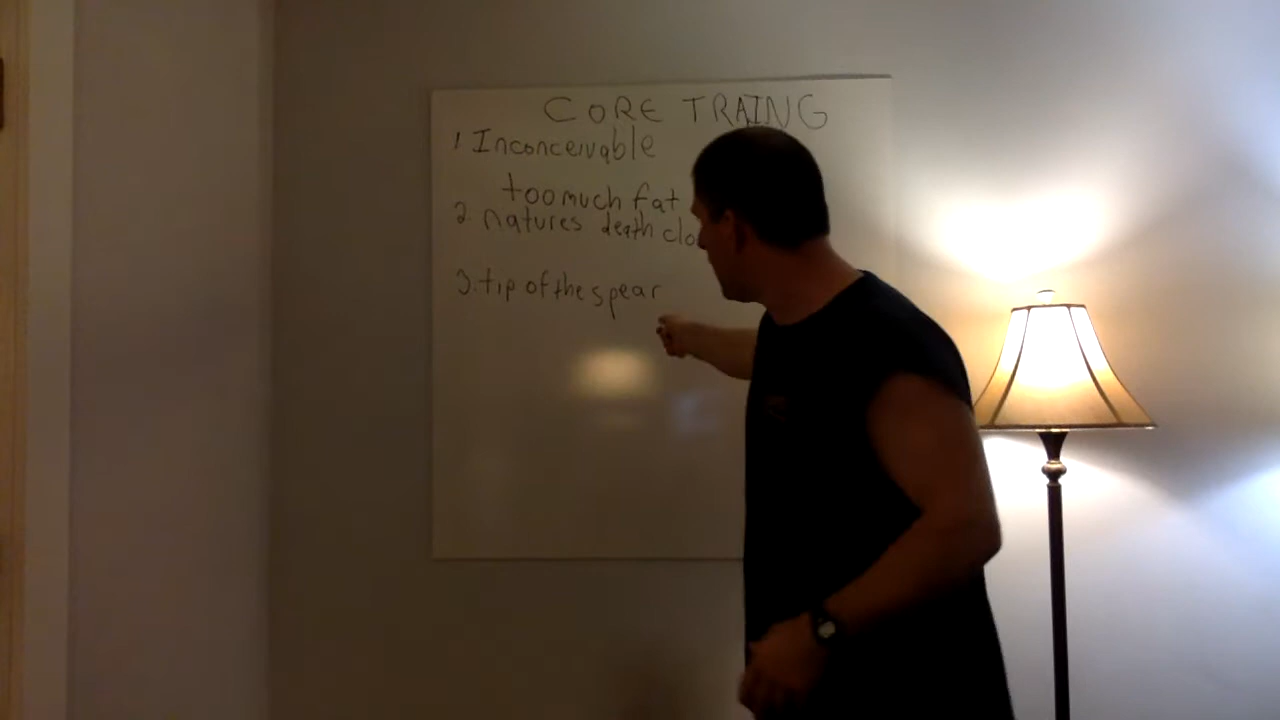 CORE TRAING
1 Inconceivable
too much fat
2. natures death clo
3. tip of the spear